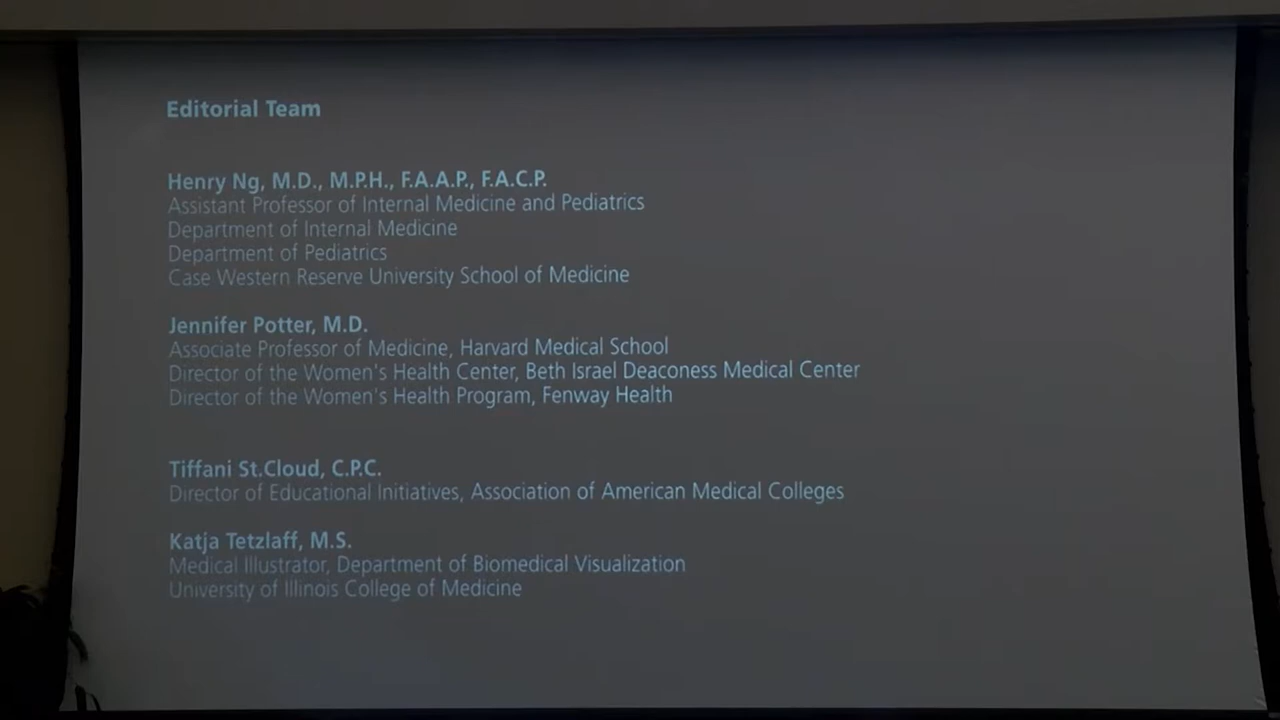 Editorial Team
Henry Ng, M.D., M.P.H., F.A.A.P., F.A.C.P.
Assistant Professor of Internal Medicine and Pediatrics
Department of Internal Medicine
Department of Pediatrics
Case Western Reserve University School of Medicine
Jennifer Potter, M.D.
Associate Professor of Medicine, Harvard Medical School
Director of the Women's Health Center, Beth Israel Deaconess Medical Center
Director of the Women's Health Program, Fenway Health
Tiffani St.Cloud, C.P.C.
Director of Educational Initiatives, Association of American Medical Colleges
Katja Tetzlaff, M.S.
Medical Illustrator, Department of Biomedical Visualization
University of Illinois College of Medicine